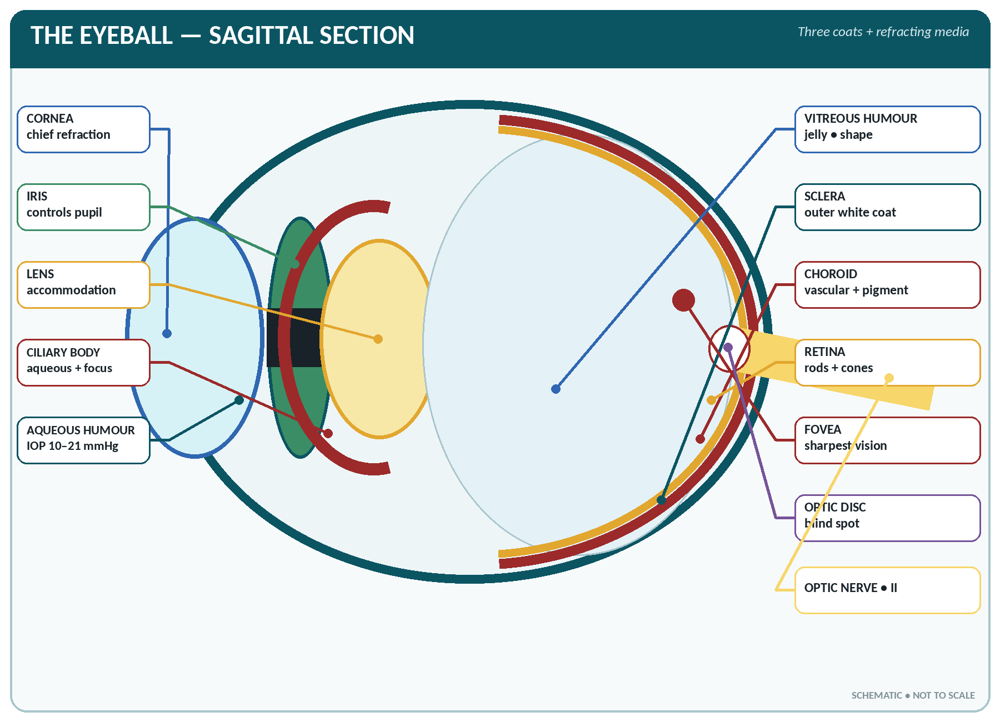 THE EYEBALL — SAGITTAL SECTION
Three coats + refracting media
CORNEA
chief refraction
IRIS
controls pupil
LENS
accommodation
CILIARY BODY
aqueous + focus
AQUEOUS HUMOUR
IOP 10–21 mmHg
VITREOUS HUMOUR
jelly • shape
SCLERA
outer white coat
CHOROID
vascular + pigment
RETINA
rods + cones
FOVEA
sharpest vision
OPTIC DISC
blind spot
OPTIC NERVE • II
SCHEMATIC • NOT TO SCALE